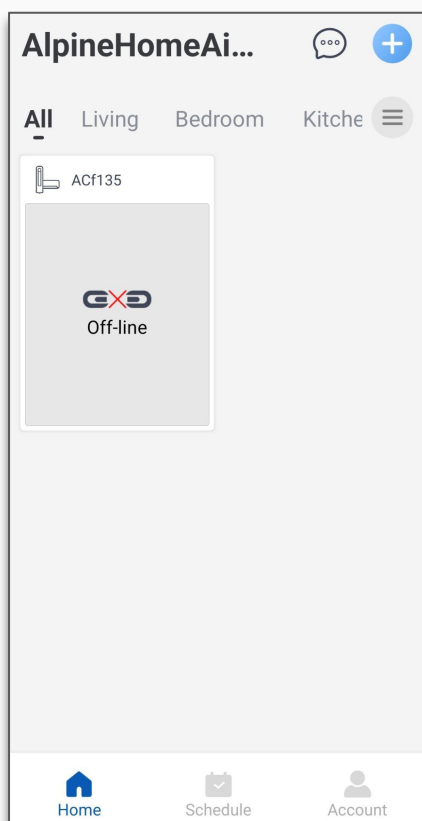 AlpineHomeAi...
All Living Bedroom Kitche
ACf135
Off-line
Home Schedule Account